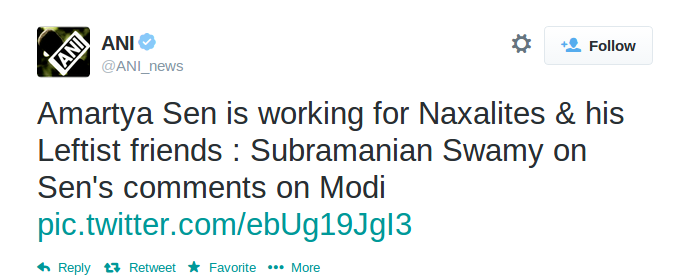 ANI
Follow
@ANI_news
Amartya Sen is working for Naxalites & his
Leftist friends : Subramanian Swamy on
Sen's comments on Modi
pic.twitter.com/ebUg19JgI3
Reply Retweet Favorite More